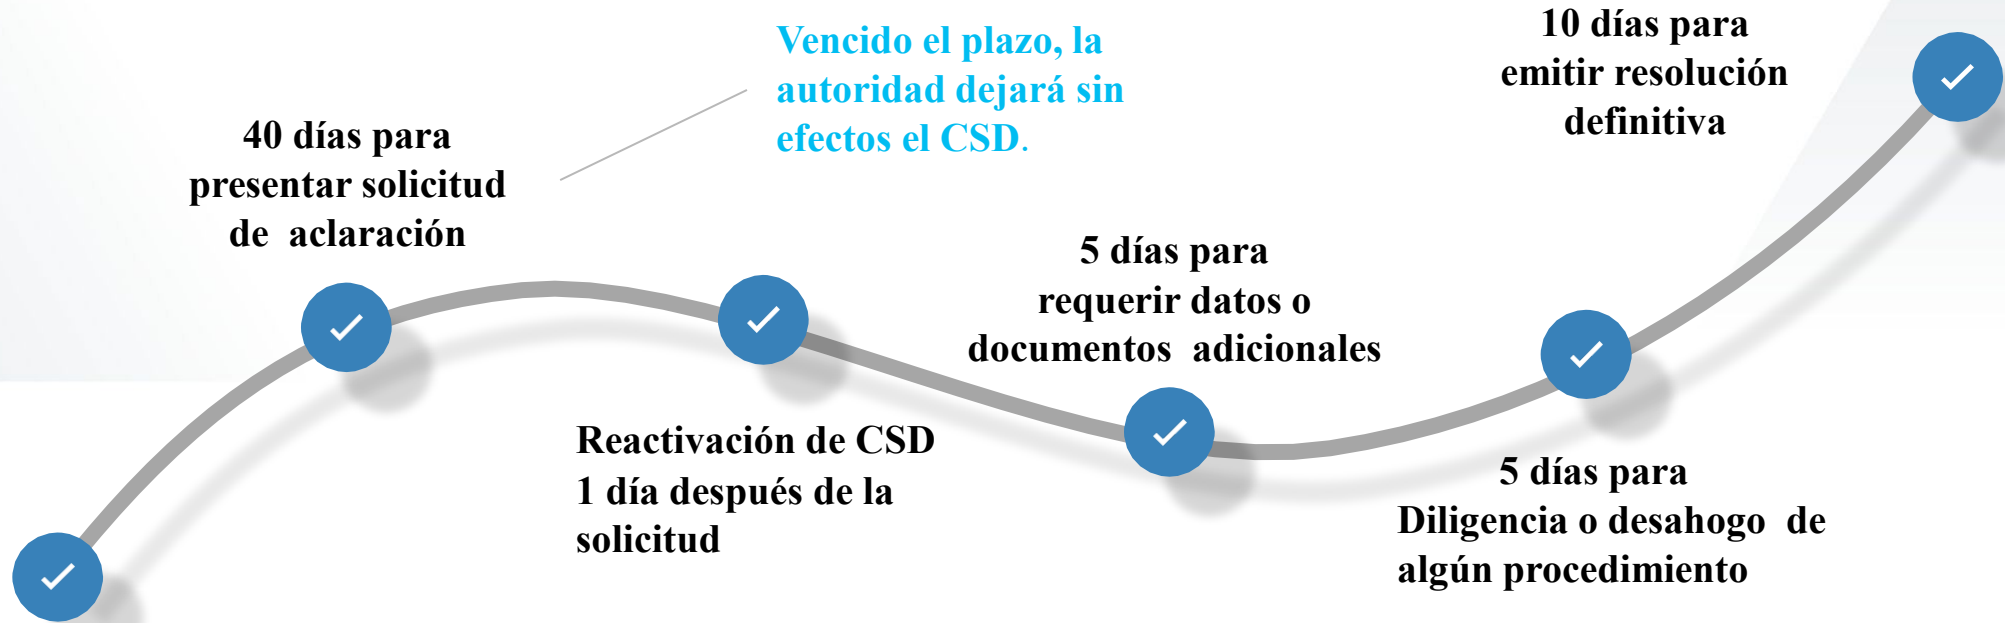 40 días para
presentar solicitud
de aclaración
Vencido el plazo, la
autoridad dejará sin
efectos el CSD.
Reactivación de CSD
1 día después de la
solicitud
5 días para
requerir datos o
documentos adicionales
5 días para
Diligencia o desahogo de
algún procedimiento
10 días para
emitir resolución
definitiva